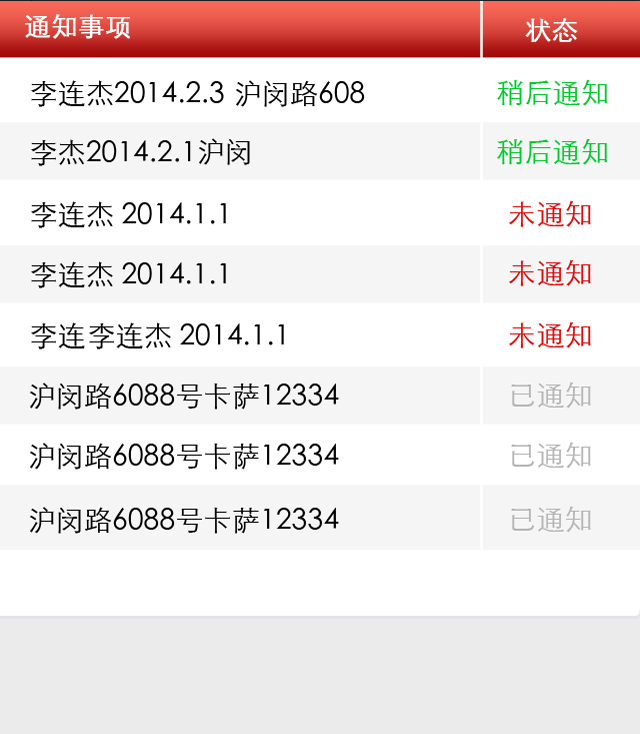 通知事项 状态
李连杰2014.2.3 沪闵路608 稍后通知
李杰2014.2.1沪闵 稍后通知
李连杰 2014.1.1 未通知
李连杰 2014.1.1 未通知
李连李连杰 2014.1.1 未通知
沪闵路6088号卡萨12334 已通知
沪闵路6088号卡萨12334 已通知
沪闵路6088号卡萨12334 已通知